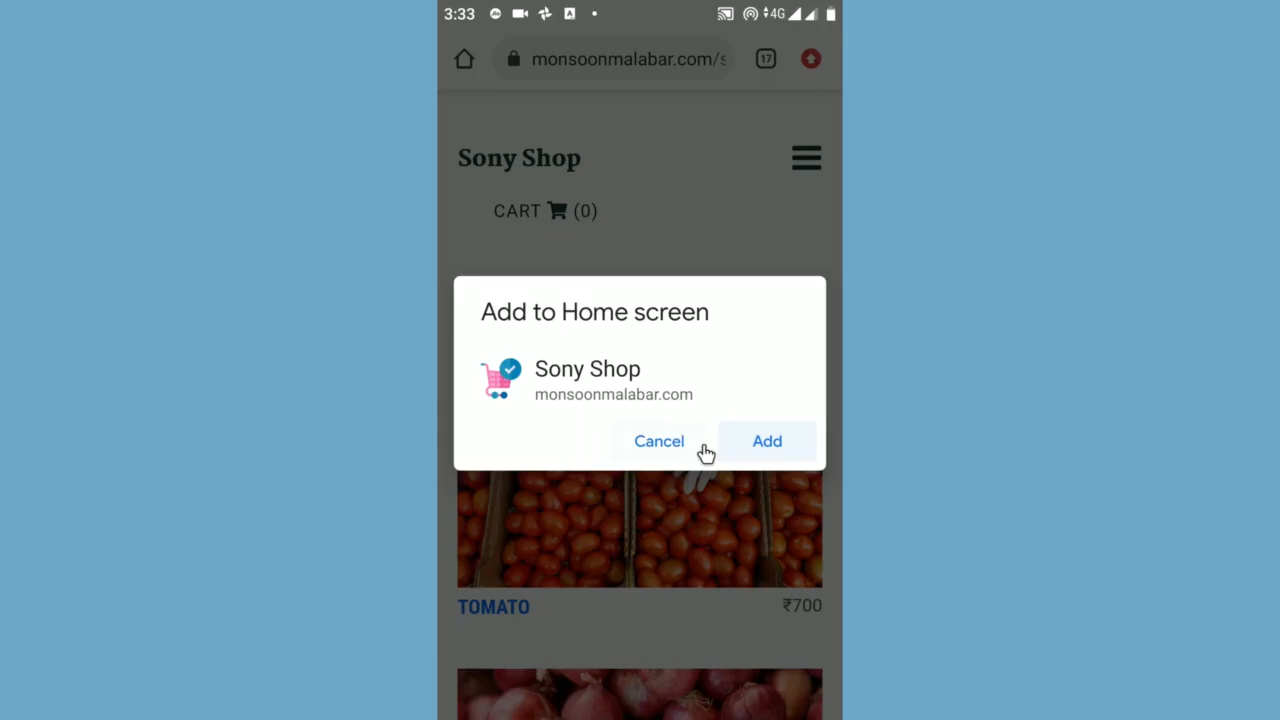 3:33 Jio A 4G
monsoonmalabar.com/s 17
Sony Shop
CART (0)
Add to Home screen
Sony Shop
monsoonmalabar.com
Cancel Add
TOMATO ₹700